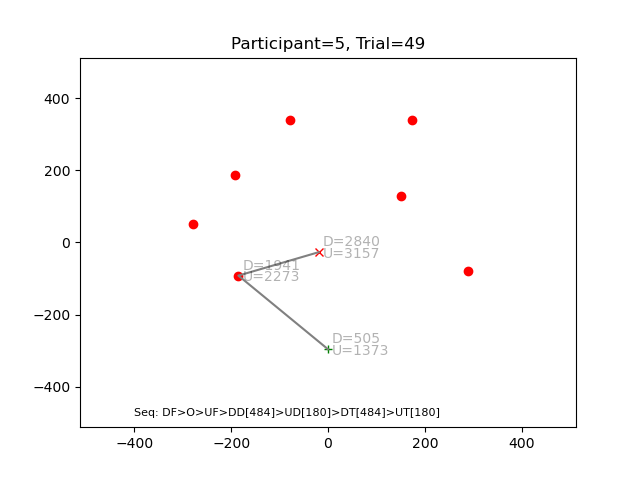 Participant=5, Trial=49
400
200
0
−200
−400
D=2840
U=3157
D=1941
U=2273
D=505
U=1373
Seq: DF>O>UF>DD[484]>UD[180]>DT[484]>UT[180]
−400
−200
0
200
400